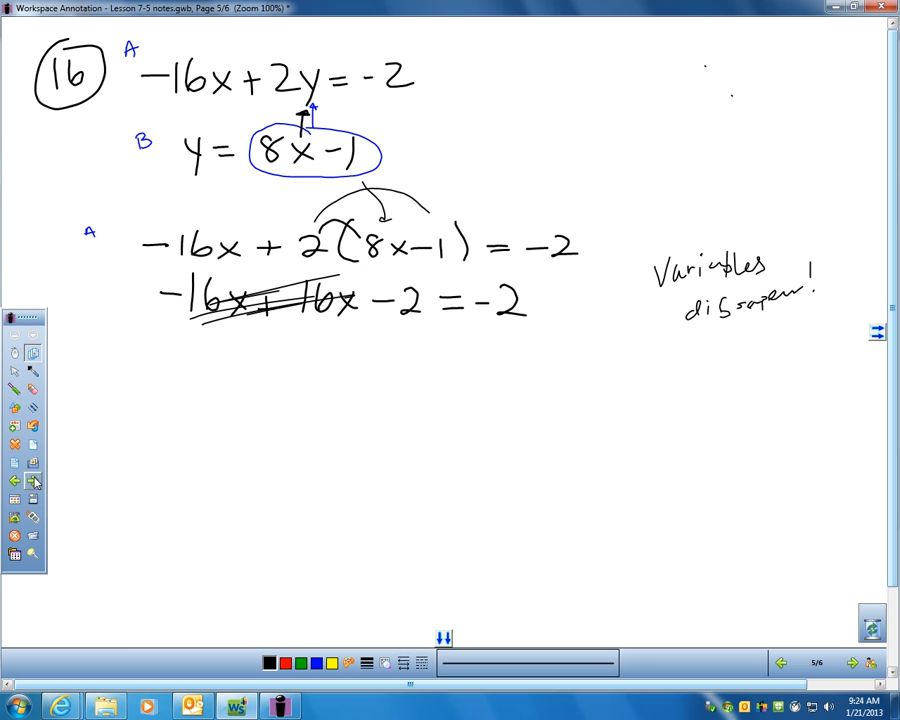 Workspace Annotation - Lesson 7-5 notes.gwb, Page 5/6 (Zoom 100%) *
16
A
-16x + 2y = -2
B
y = 8x - 1
A
-16x + 2(8x - 1) = -2
-16x + 16x - 2 = -2
Variables
!
5/6
9:24 AM
1/21/2013